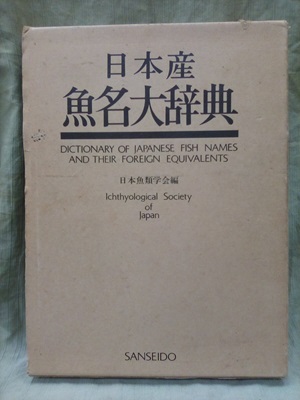 日本産
魚名大辞典
DICTIONARY OF JAPANESE FISH NAMES
AND THEIR FOREIGN EQUIVALENTS
日本魚類学会編
Ichthyological Society
of
Japan
SANSEIDO